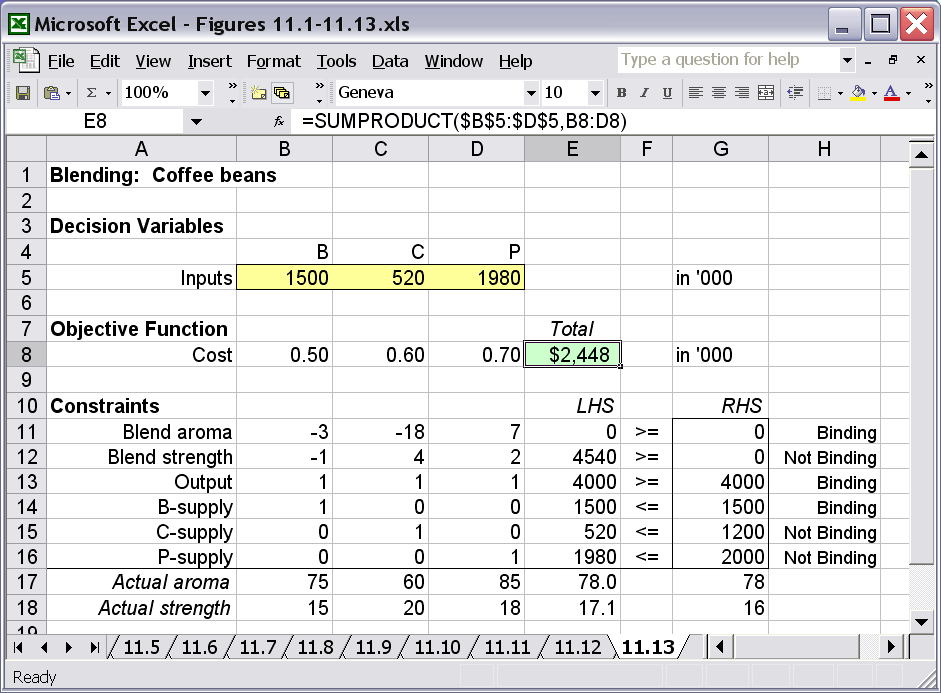 Microsoft Excel - Figures 11.1-11.13.xls
File Edit View Insert Format Tools Data Window Help Type a question for help
Σ 100% » » Geneva 10 B I U A »
E8 fx =SUMPRODUCT($B$5:$D$5,B8:D8)
A B C D E F G H
1 Blending: Coffee beans
2
3 Decision Variables
4 B C P
5 Inputs 1500 520 1980 in '000
6
7 Objective Function Total
8 Cost 0.50 0.60 0.70 $2,448 in '000
9
10 Constraints LHS RHS
11 Blend aroma -3 -18 7 0 >= 0 Binding
12 Blend strength -1 4 2 4540 >= 0 Not Binding
13 Output 1 1 1 4000 >= 4000 Binding
14 B-supply 1 0 0 1500 <= 1500 Binding
15 C-supply 0 1 0 520 <= 1200 Not Binding
16 P-supply 0 0 1 1980 <= 2000 Not Binding
17 Actual aroma 75 60 85 78.0 78
18 Actual strength 15 20 18 17.1 16
19
11.5 11.6 11.7 11.8 11.9 11.10 11.11 11.12 11.13
Ready